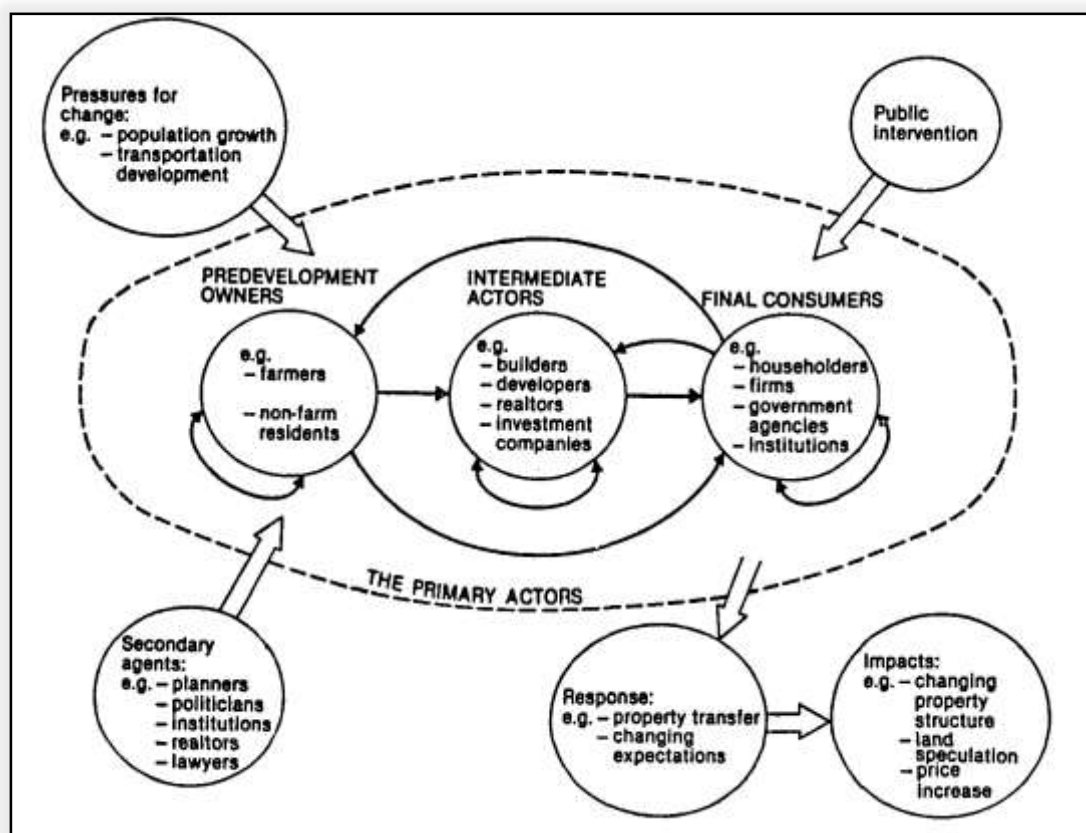 Pressures for
change:
e.g. – population growth
– transportation
development
Public
intervention
PREDEVELOPMENT
OWNERS
INTERMEDIATE
ACTORS
FINAL CONSUMERS
e.g.
– farmers
– non-farm
residents
e.g.
– builders
– developers
– realtors
– investment
companies
e.g.
– householders
– firms
– government
agencies
– institutions
THE PRIMARY ACTORS
Secondary
agents:
e.g. – planners
– politicians
– institutions
– realtors
– lawyers
Response:
e.g. – property transfer
– changing
expectations
Impacts:
e.g. – changing
property
structure
– land
speculation
– price
increase